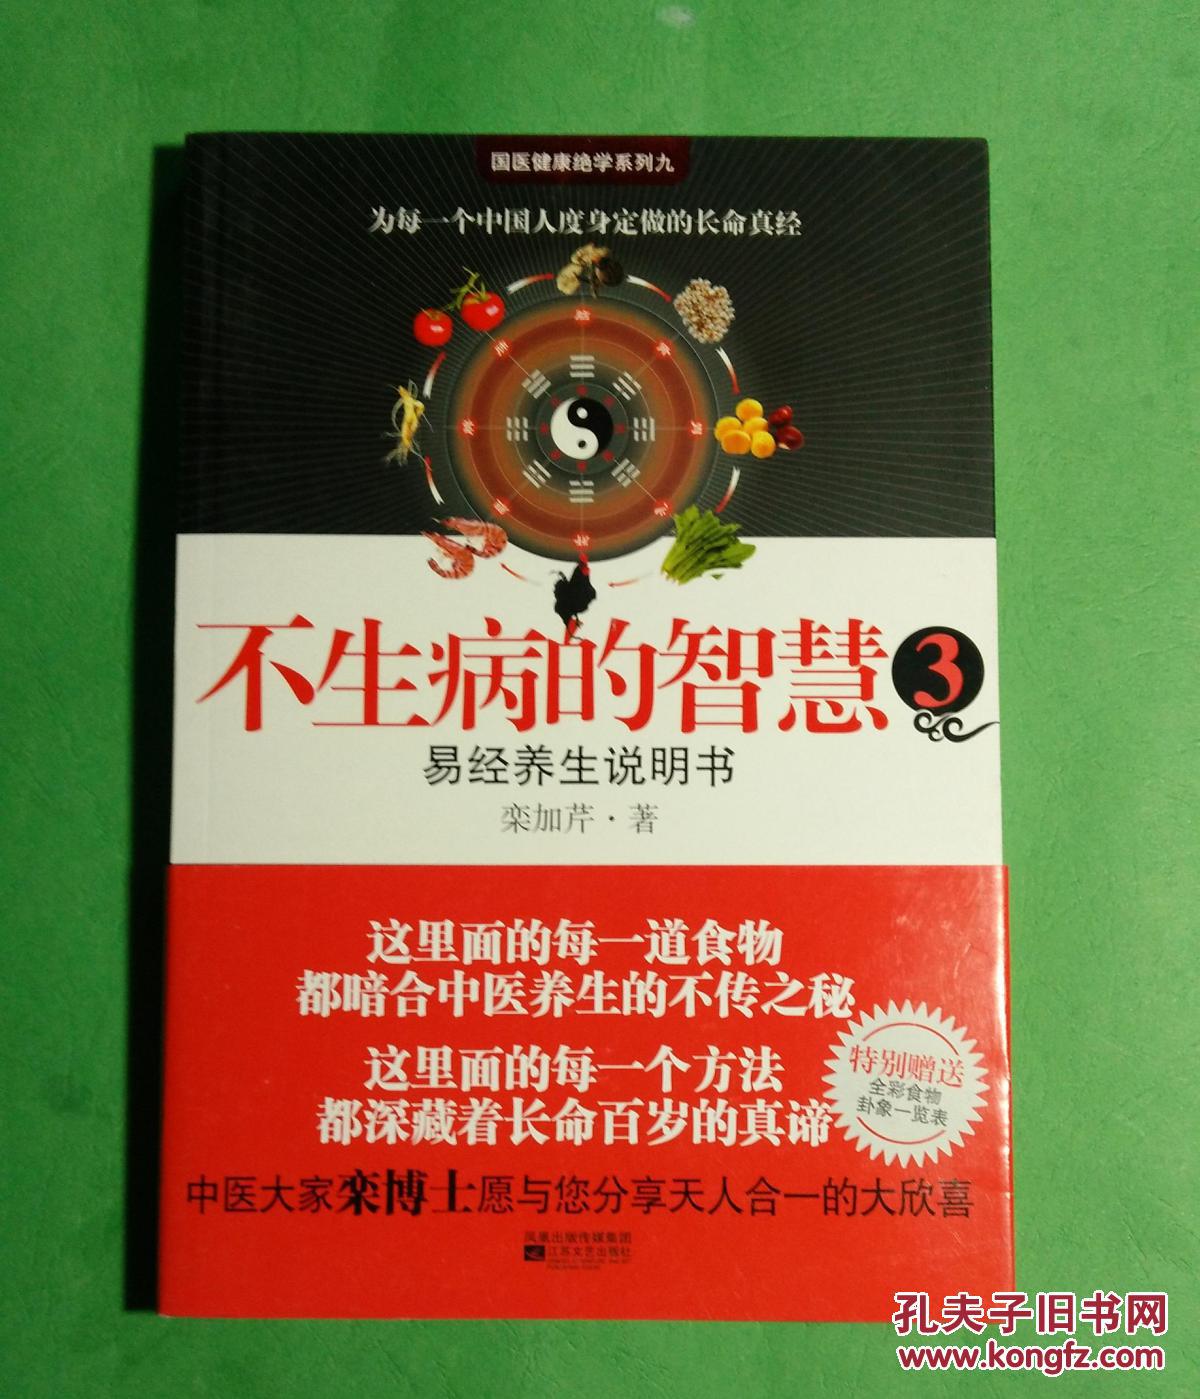 国医健康绝学系列九
为每一个中国人度身定做的长命真经
不生病的智慧3
易经养生说明书
栾加芹·著
这里面的每一道食物
都暗合中医养生的不传之秘
这里面的每一个方法
都深藏着长命百岁的真谛
特别赠送
全彩食物
卦象一览表
中医大家栾博士愿与您分享天人合一的大欣喜
凤凰出版传媒集团
江苏文艺出版社
孔夫子旧书网
www.kongfz.com